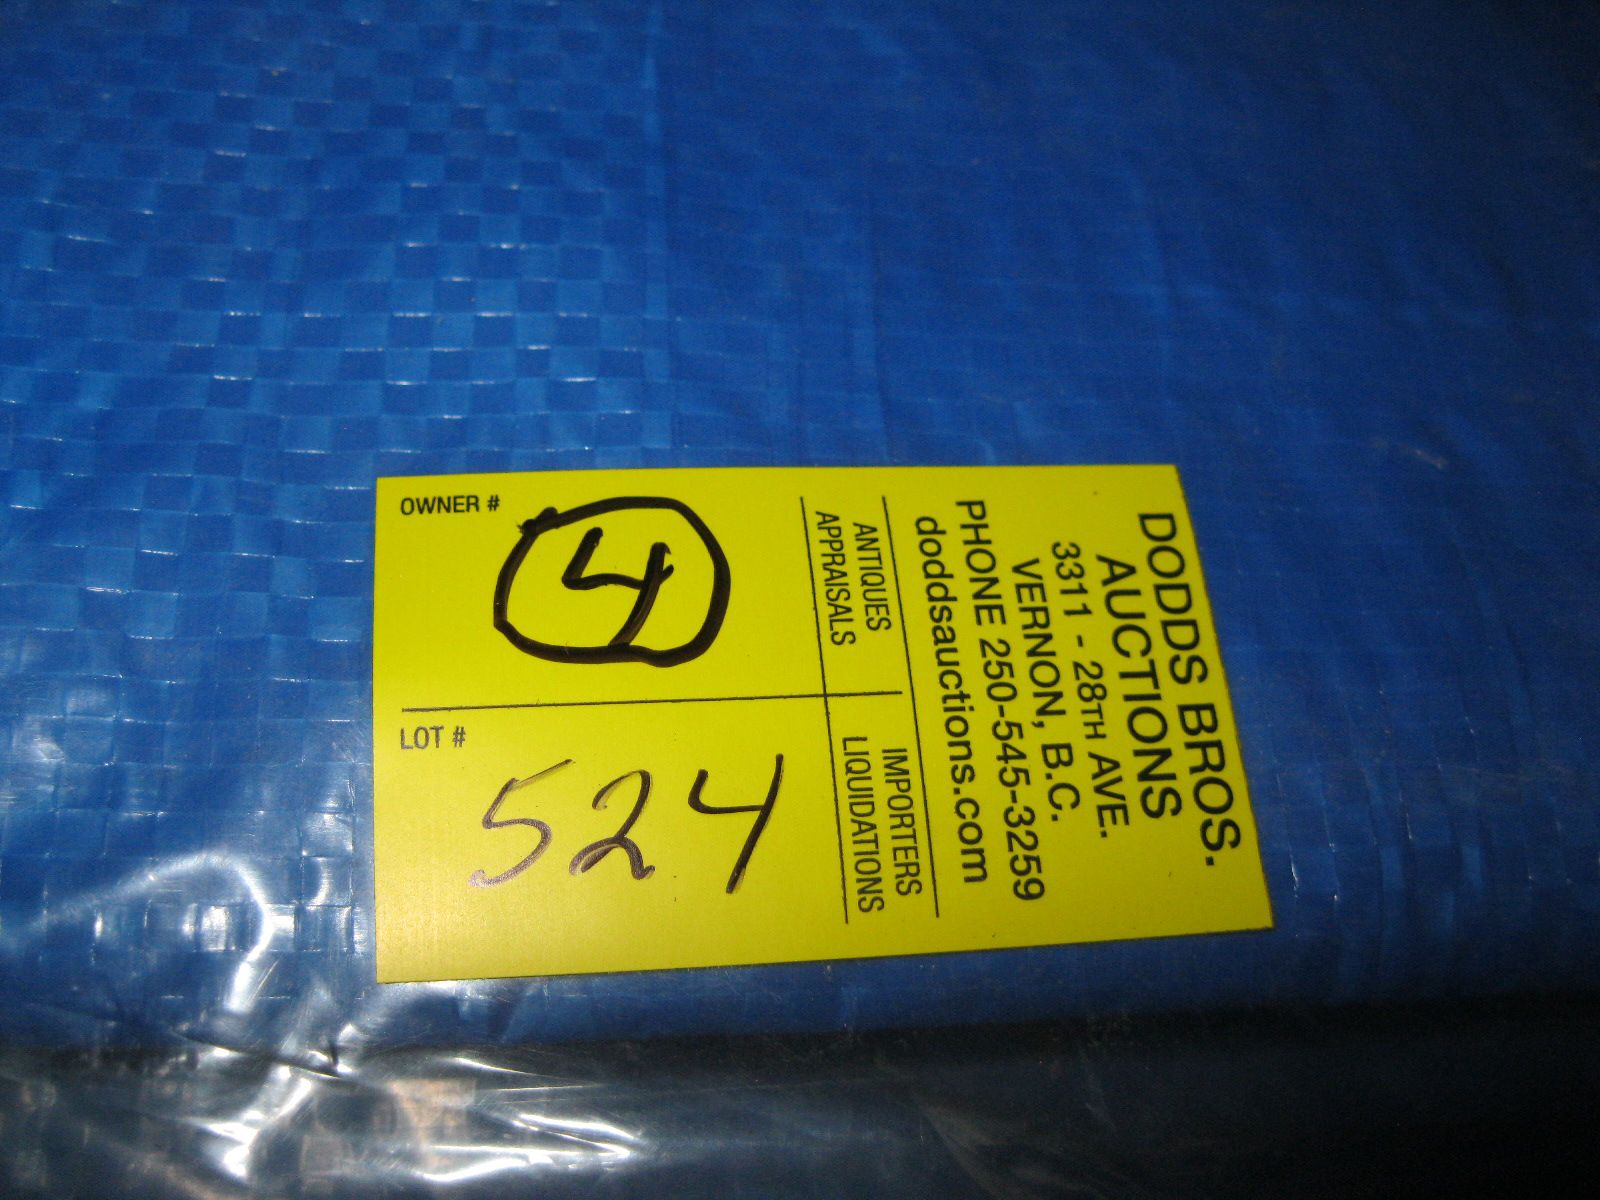 DODDS BROS.
AUCTIONS
3311 - 28TH AVE.
VERNON, B.C.
PHONE 250-545-3259
doddsauctions.com
ANTIQUES
APPRAISALS
IMPORTERS
LIQUIDATIONS
OWNER #
4
LOT #
524